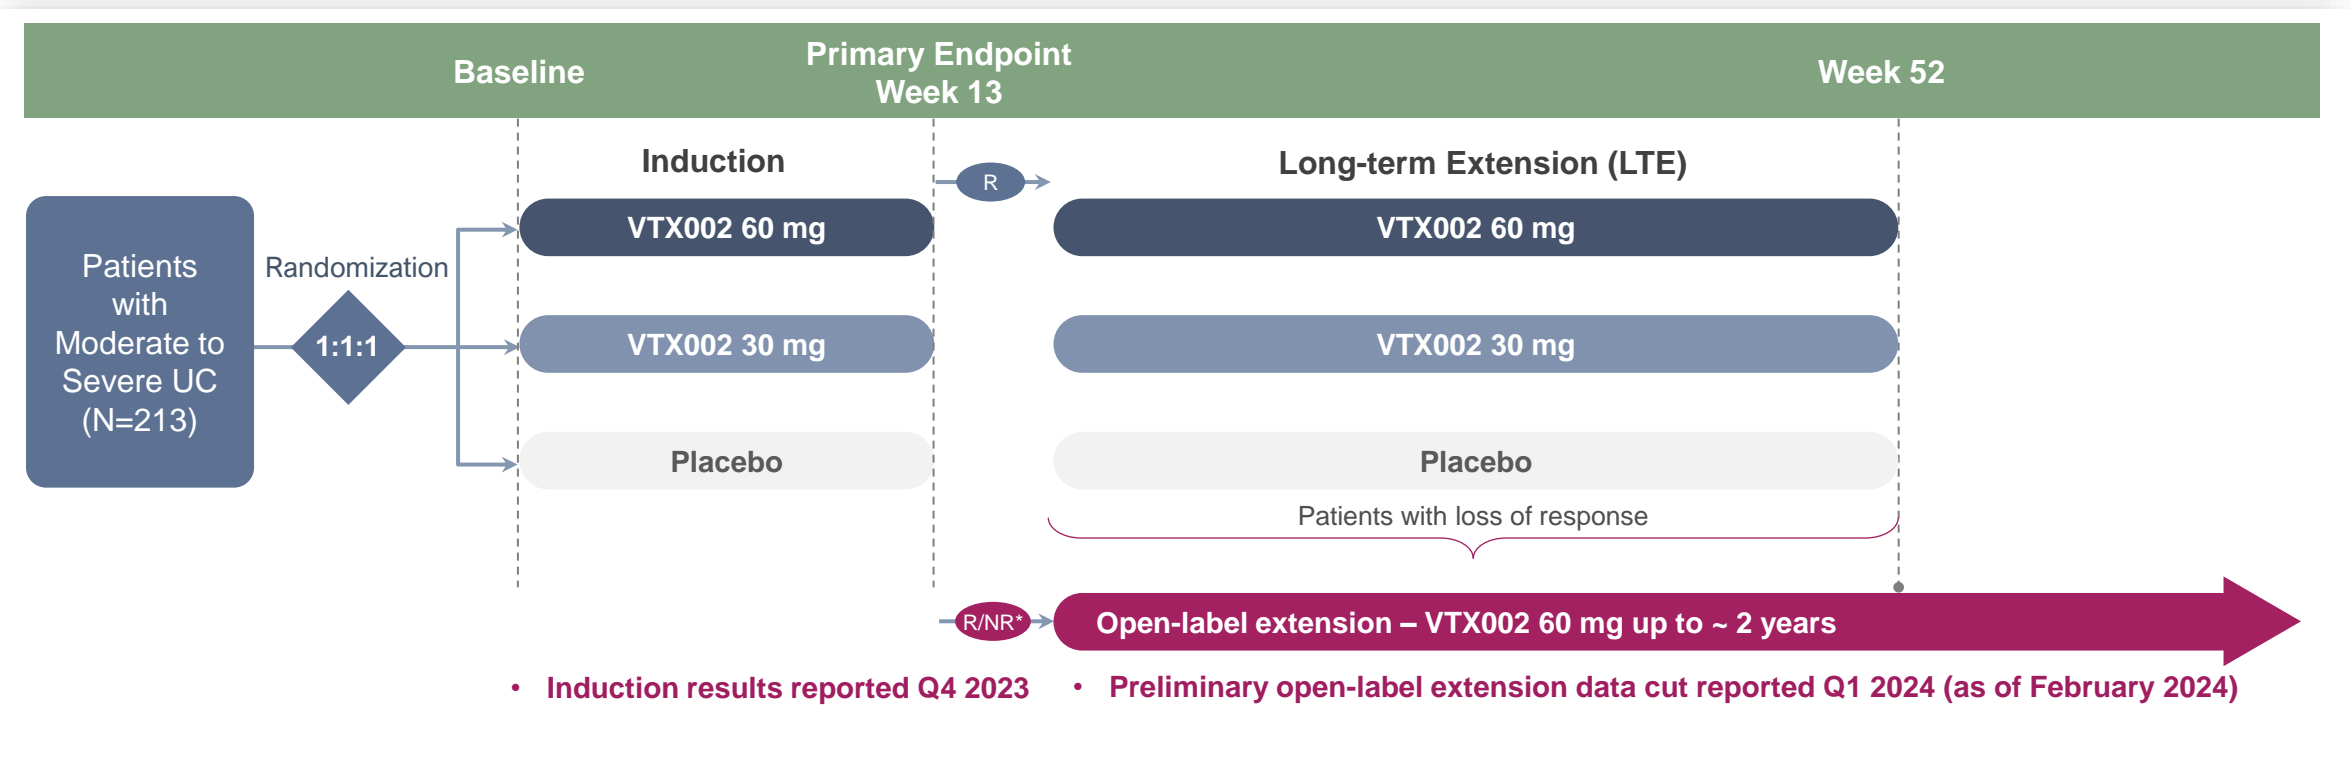 Baseline
Primary Endpoint
Week 13
Week 52
Induction
R
Long-term Extension (LTE)
Patients
with
Moderate to
Severe UC
(N=213)
Randomization
1:1:1
VTX002 60 mg
VTX002 60 mg
VTX002 30 mg
VTX002 30 mg
Placebo
Placebo
Patients with loss of response
R/NR*
Open-label extension – VTX002 60 mg up to ~ 2 years
• Induction results reported Q4 2023
• Preliminary open-label extension data cut reported Q1 2024 (as of February 2024)